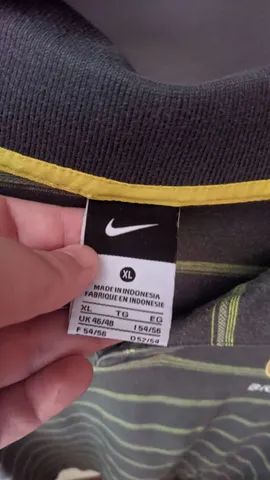 XL
MADE IN INDONESIA
FABRIQUE EN INDONESIE
XL TG EG
UK 46/48 I 54/56
F 54/56 D 52/54